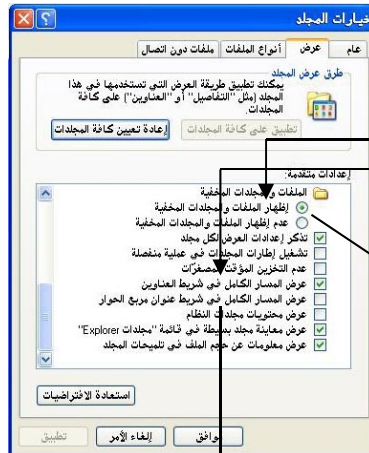 خيارات المجلد
عام
عرض
أنواع الملفات
ملفات دون اتصال
طرق عرض المجلد
يمكنك تطبيق طريقة العرض التي تستخدمها في هذا
المجلد (مثل "التفاصيل" أو "العناوين") على كافة
المجلدات.
تطبيق على كافة المجلدات
إعادة تعيين كافة المجلدات
إعدادات متقدمة:
الملفات والمجلدات المخفية
إظهار الملفات والمجلدات المخفية
عدم إظهار الملفات والمجلدات المخفية
تذكر إعدادات العرض لكل مجلد
تشغيل إطارات المجلدات في عملية منفصلة
عدم التخزين المؤقت للمصغرات
عرض المسار الكامل في شريط العناوين
عرض المسار الكامل في شريط عنوان مربع الحوار
عرض محتويات مجلدات النظام
عرض معاينة مجلد بسيطة في قائمة "مجلدات Explorer"
عرض معلومات عن حجم الملف في تلميحات المجلد
استعادة الافتراضيات
موافق
إلغاء الأمر
تطبيق